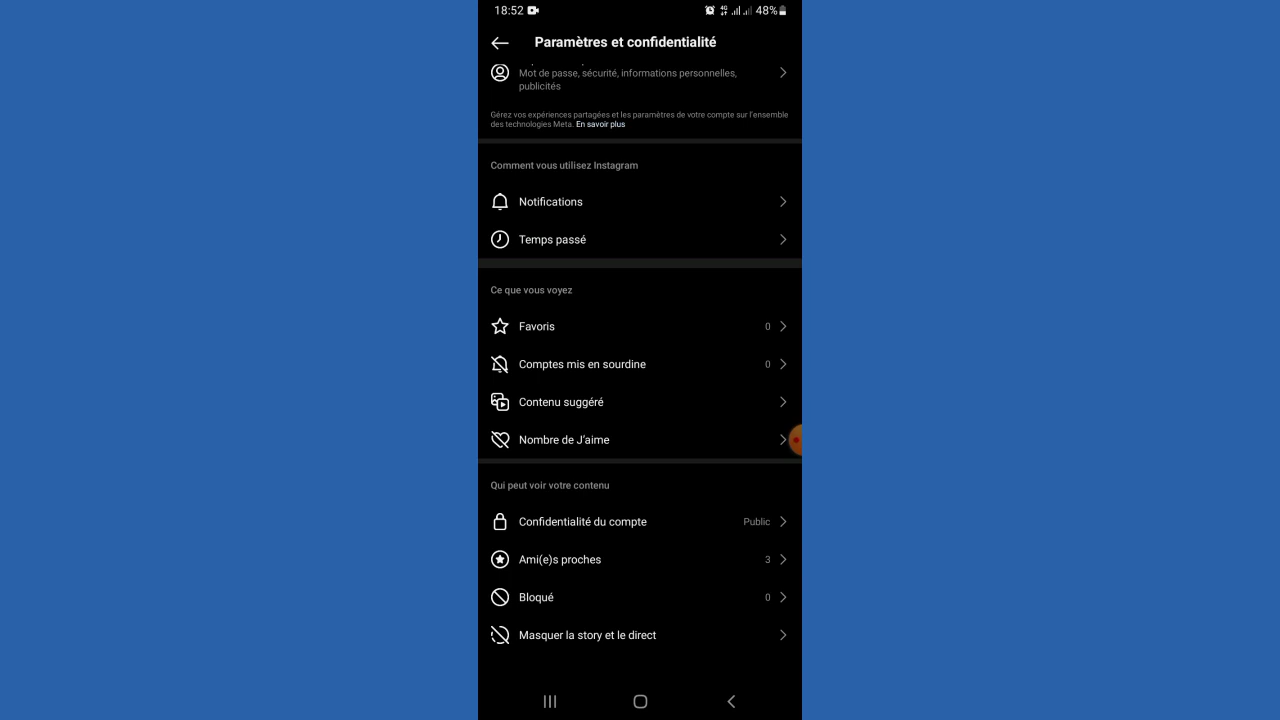 18:52
4G
48%
Paramètres et confidentialité
Mot de passe, sécurité, informations personnelles,
publicités
Gérez vos expériences partagées et les paramètres de votre compte sur l'ensemble
des technologies Meta. En savoir plus
Comment vous utilisez Instagram
Notifications
Temps passé
Ce que vous voyez
Favoris 0
Comptes mis en sourdine 0
Contenu suggéré
Nombre de J'aime
Qui peut voir votre contenu
Confidentialité du compte Public
Ami(e)s proches 3
Bloqué 0
Masquer la story et le direct